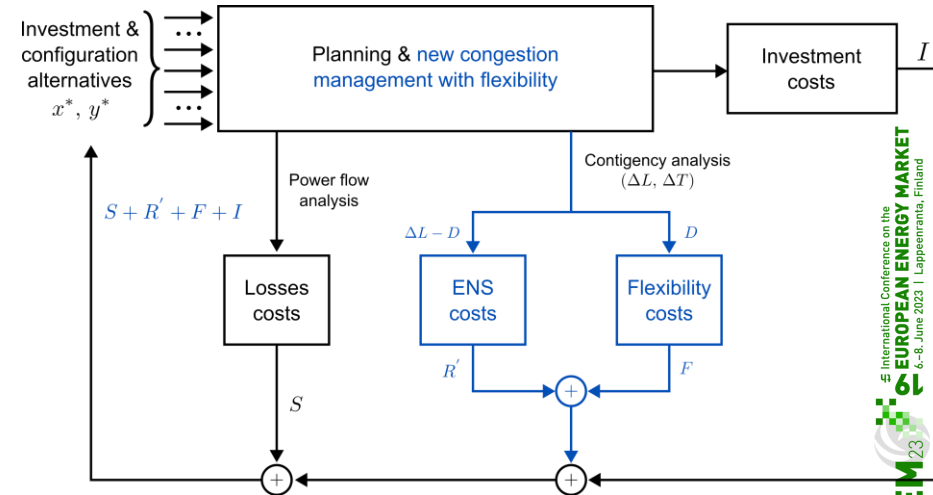 Investment &
configuration
alternatives
x*, y*
...
...
Planning & new congestion
management with flexibility
Investment
costs
I
Power flow
analysis
Contigency analysis
(ΔL, ΔT)
S + R′ + F + I
ΔL − D
D
Losses
costs
ENS
costs
Flexibility
costs
R′
F
S
+
+
+
International Conference on the
EUROPEAN ENERGY MARKET
6.-8. June 2023 | Lappeenranta, Finland
19
M 23